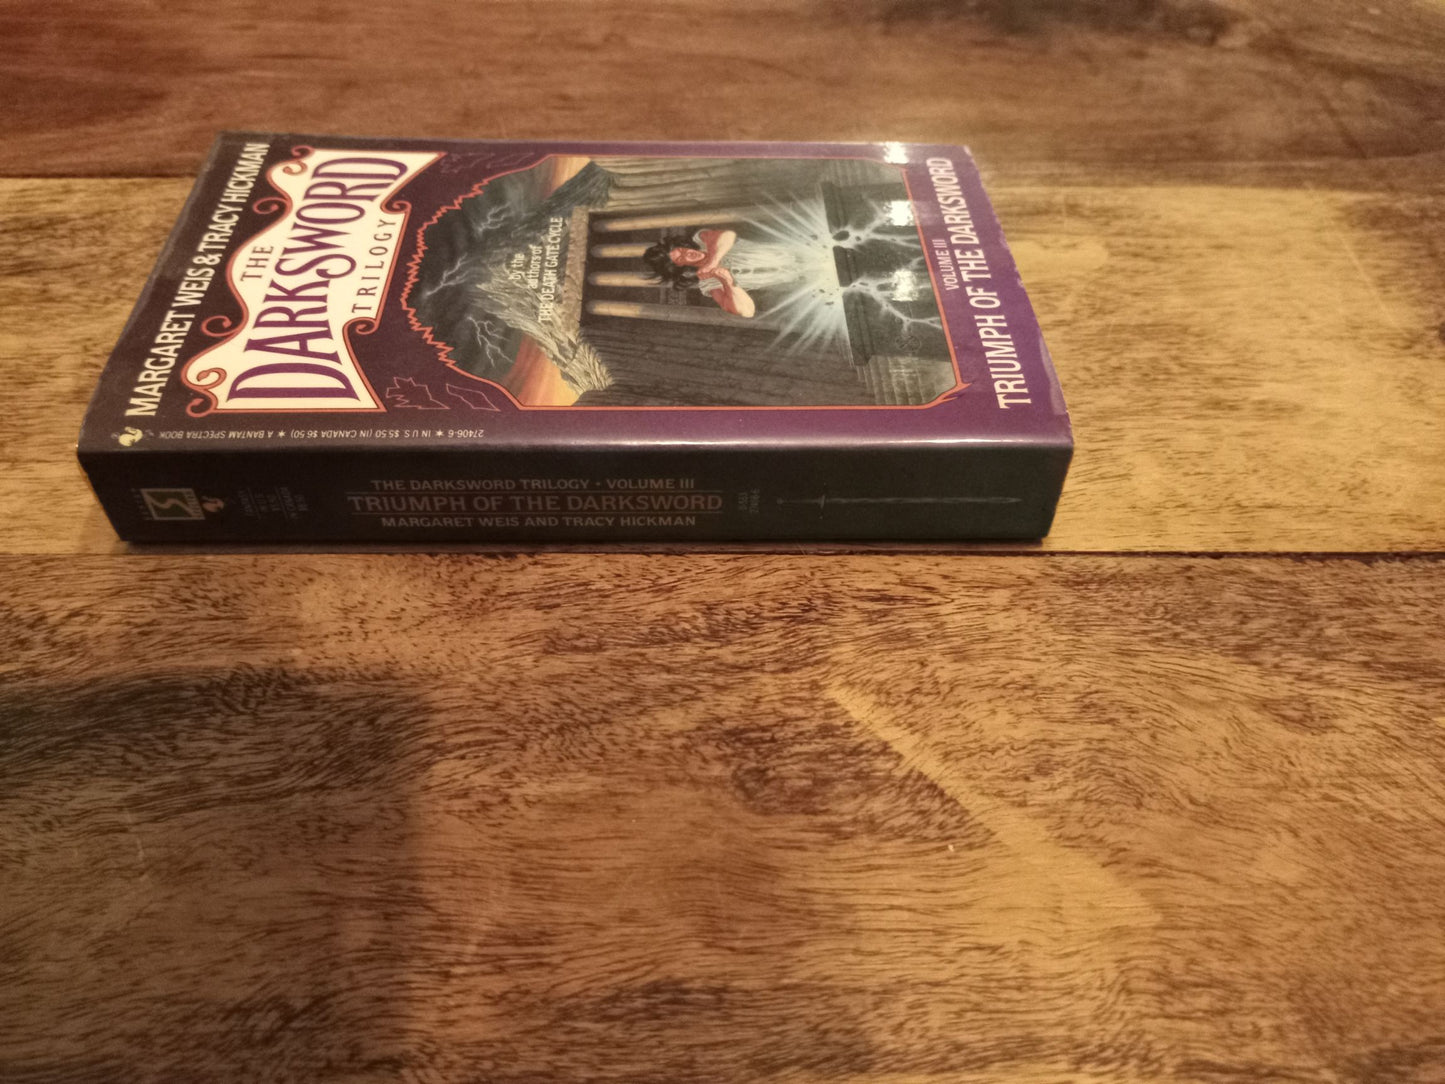 MARGARET WEIS & TRACY HICKMAN
THE
DARKSWORD
TRILOGY
by the
authors of
THE DEATH GATE CYCLE
VOLUME III
TRIUMPH OF THE DARKSWORD
27406-6 ★ IN U.S. $5.50 (IN CANADA $6.50) ★ A BANTAM SPECTRA BOOK
THE DARKSWORD TRILOGY · VOLUME III
TRIUMPH OF THE DARKSWORD
MARGARET WEIS AND TRACY HICKMAN